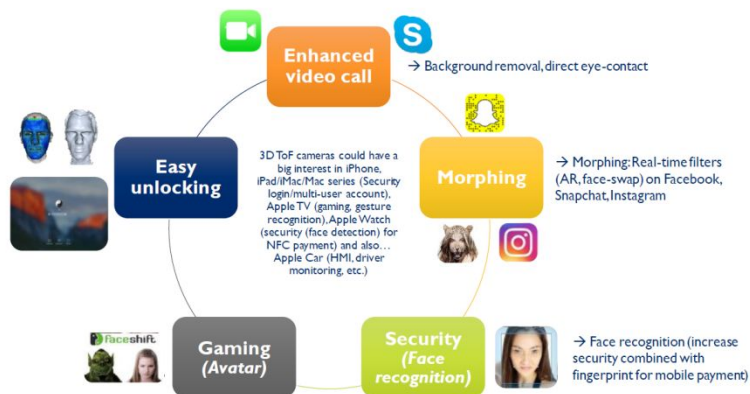 Enhanced
video call
→ Background removal, direct eye-contact
Easy
unlocking
3D ToF cameras could have a
big interest in iPhone,
iPad/iMac/Mac series (Security
login/multi-user account),
Apple TV (gaming, gesture
recognition), Apple Watch
(security (face detection) for
NFC payment) and also...
Apple Car (HMI, driver
monitoring, etc.)
Morphing
→ Morphing: Real-time filters
(AR, face-swap) on Facebook,
Snapchat, Instagram
faceshift
Gaming
(Avatar)
Security
(Face
recognition)
→ Face recognition (increase
security combined with
fingerprint for mobile payment)